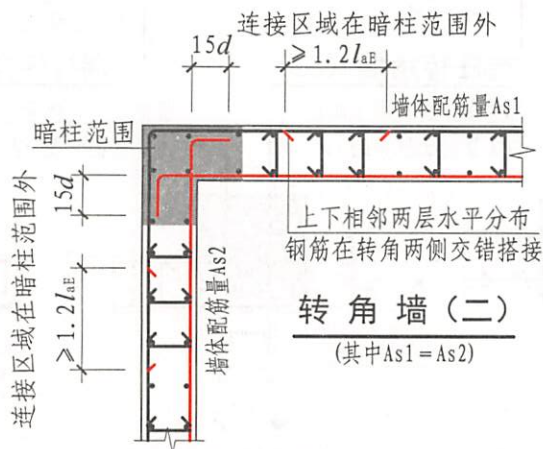 连接区域在暗柱范围外
15d
≥1.2laE
墙体配筋量As1
暗柱范围
15d
连接区域在暗柱范围外
≥1.2laE
墙体配筋量As2
上下相邻两层水平分布
钢筋在转角两侧交错搭接
转角墙(二)
(其中As1=As2)